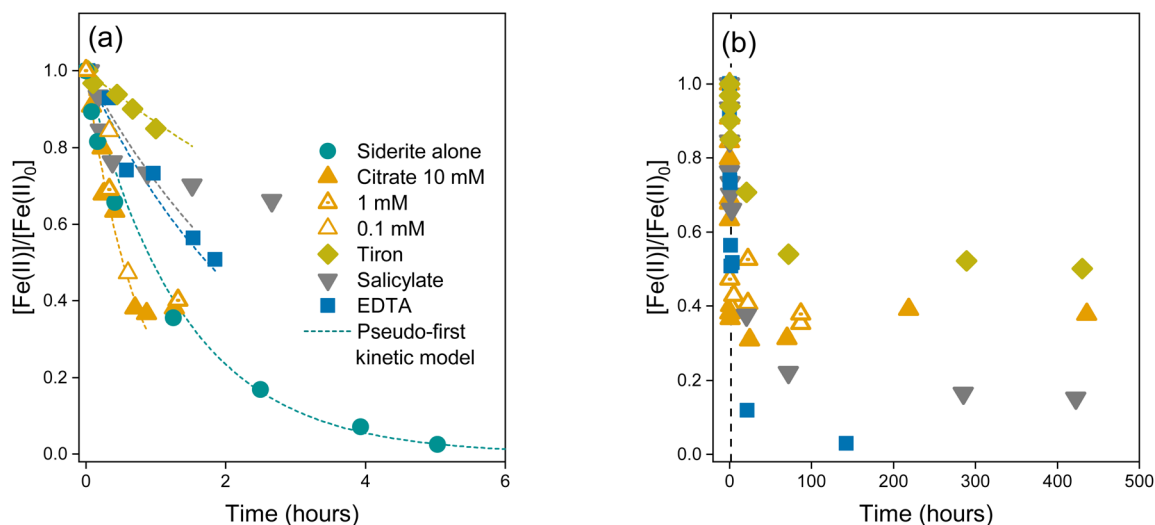 (a)
[Fe(II)]/[Fe(II)₀]
1.0
0.8
0.6
0.4
0.2
0.0
0
2
4
6
Time (hours)
Siderite alone
Citrate 10 mM
1 mM
0.1 mM
Tiron
Salicylate
EDTA
Pseudo-first
kinetic model
(b)
[Fe(II)]/[Fe(II)₀]
1.0
0.8
0.6
0.4
0.2
0.0
0
100
200
300
400
500
Time (hours)